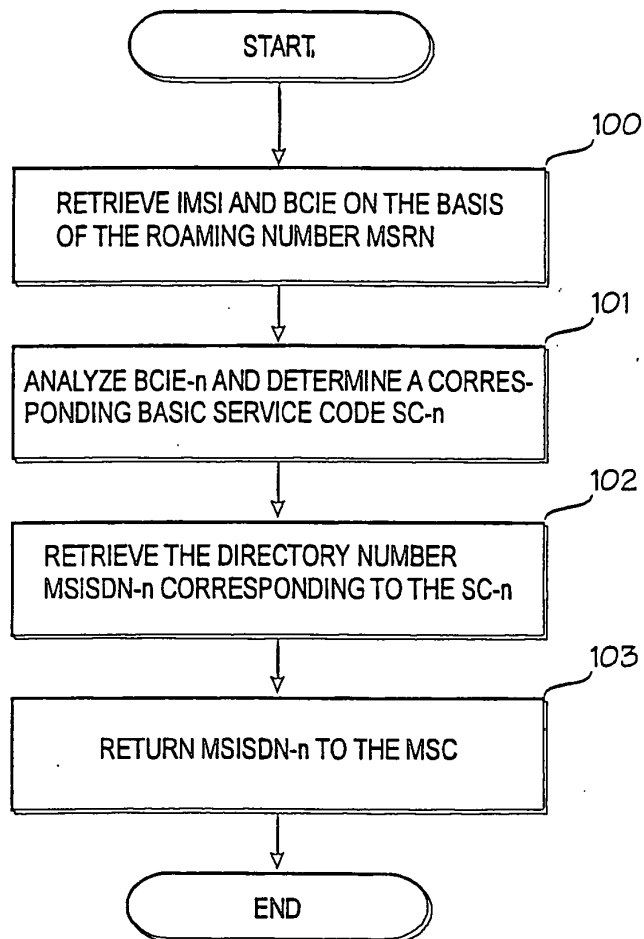 START.
100
RETRIEVE IMSI AND BCIE ON THE BASIS
OF THE ROAMING NUMBER MSRN
101
ANALYZE BCIE-n AND DETERMINE A CORRES-
PONDING BASIC SERVICE CODE SC-n
102
RETRIEVE THE DIRECTORY NUMBER
MSISDN-n CORRESPONDING TO THE SC-n
103
RETURN MSISDN-n TO THE MSC
END